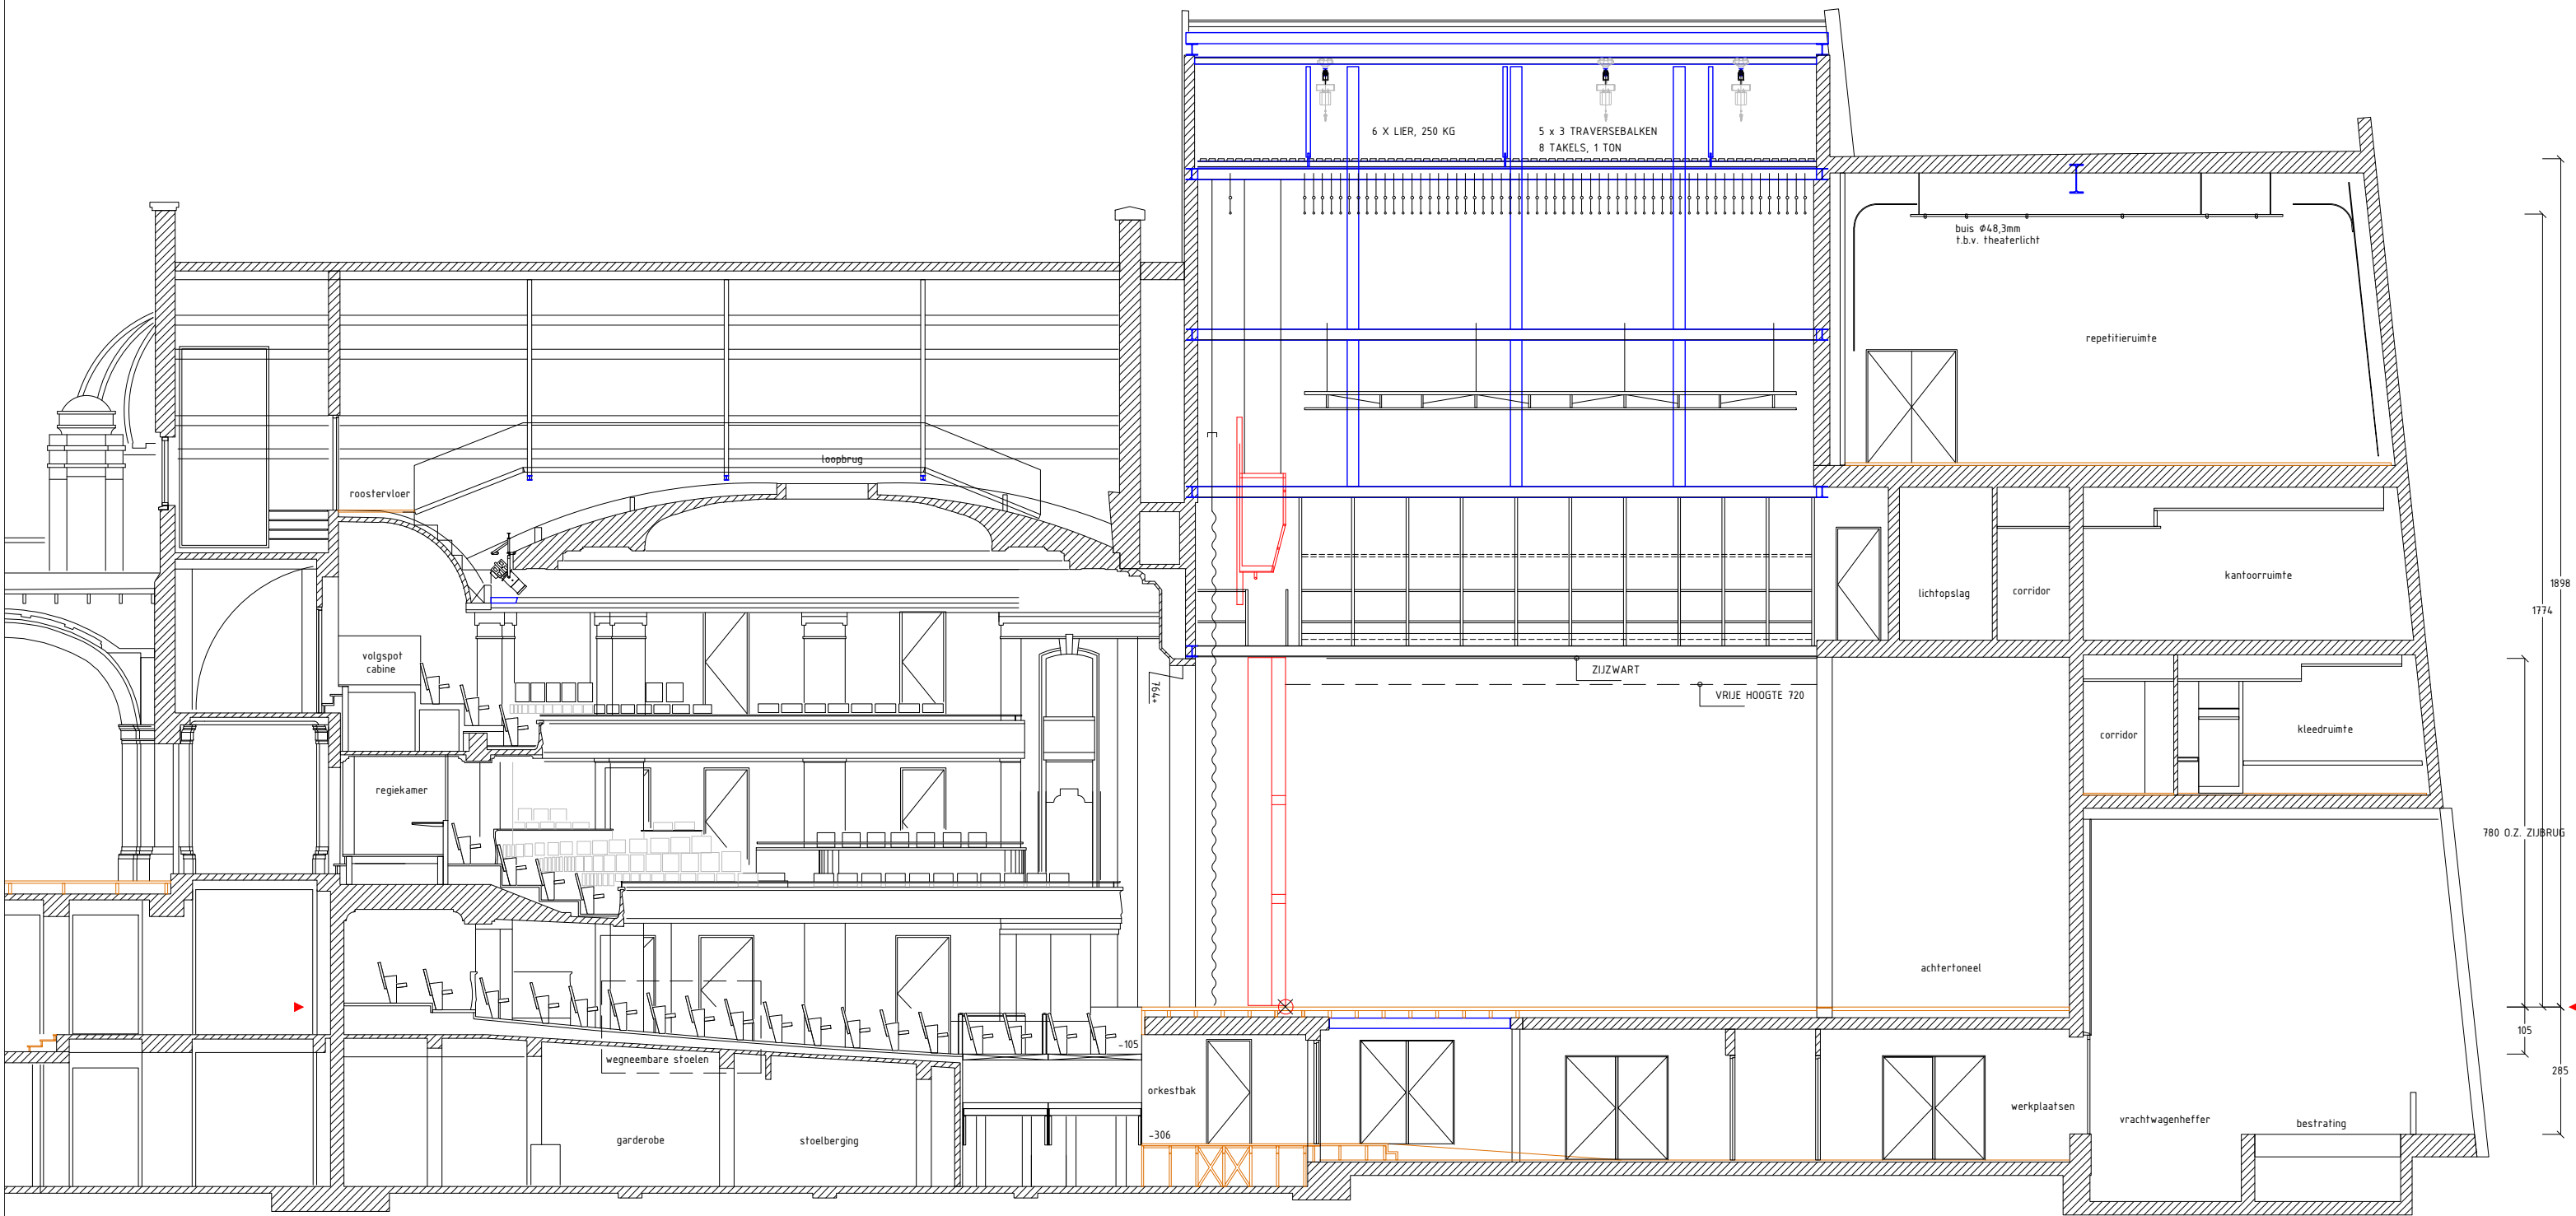 6 X LIER, 250 KG
5 x 3 TRAVERSEBALKEN
8 TAKELS, 1 TON
buis Ø48,3mm
t.b.v. theaterlicht
repetitieruimte
loopbrug
roostervloer
kantoorruimte
lichtopslag
corridor
1898
1774
volgspot
cabine
ZIJZWART
+764
VRIJE HOOGTE 720
corridor
kleedruimte
regiekamer
780 O.Z. ZIJBRUG
achtertoneel
105
-105
wegneembare stoelen
285
orkestbak
werkplaatsen
vrachtwagenheffer
bestrating
-306
garderobe
stoelberging